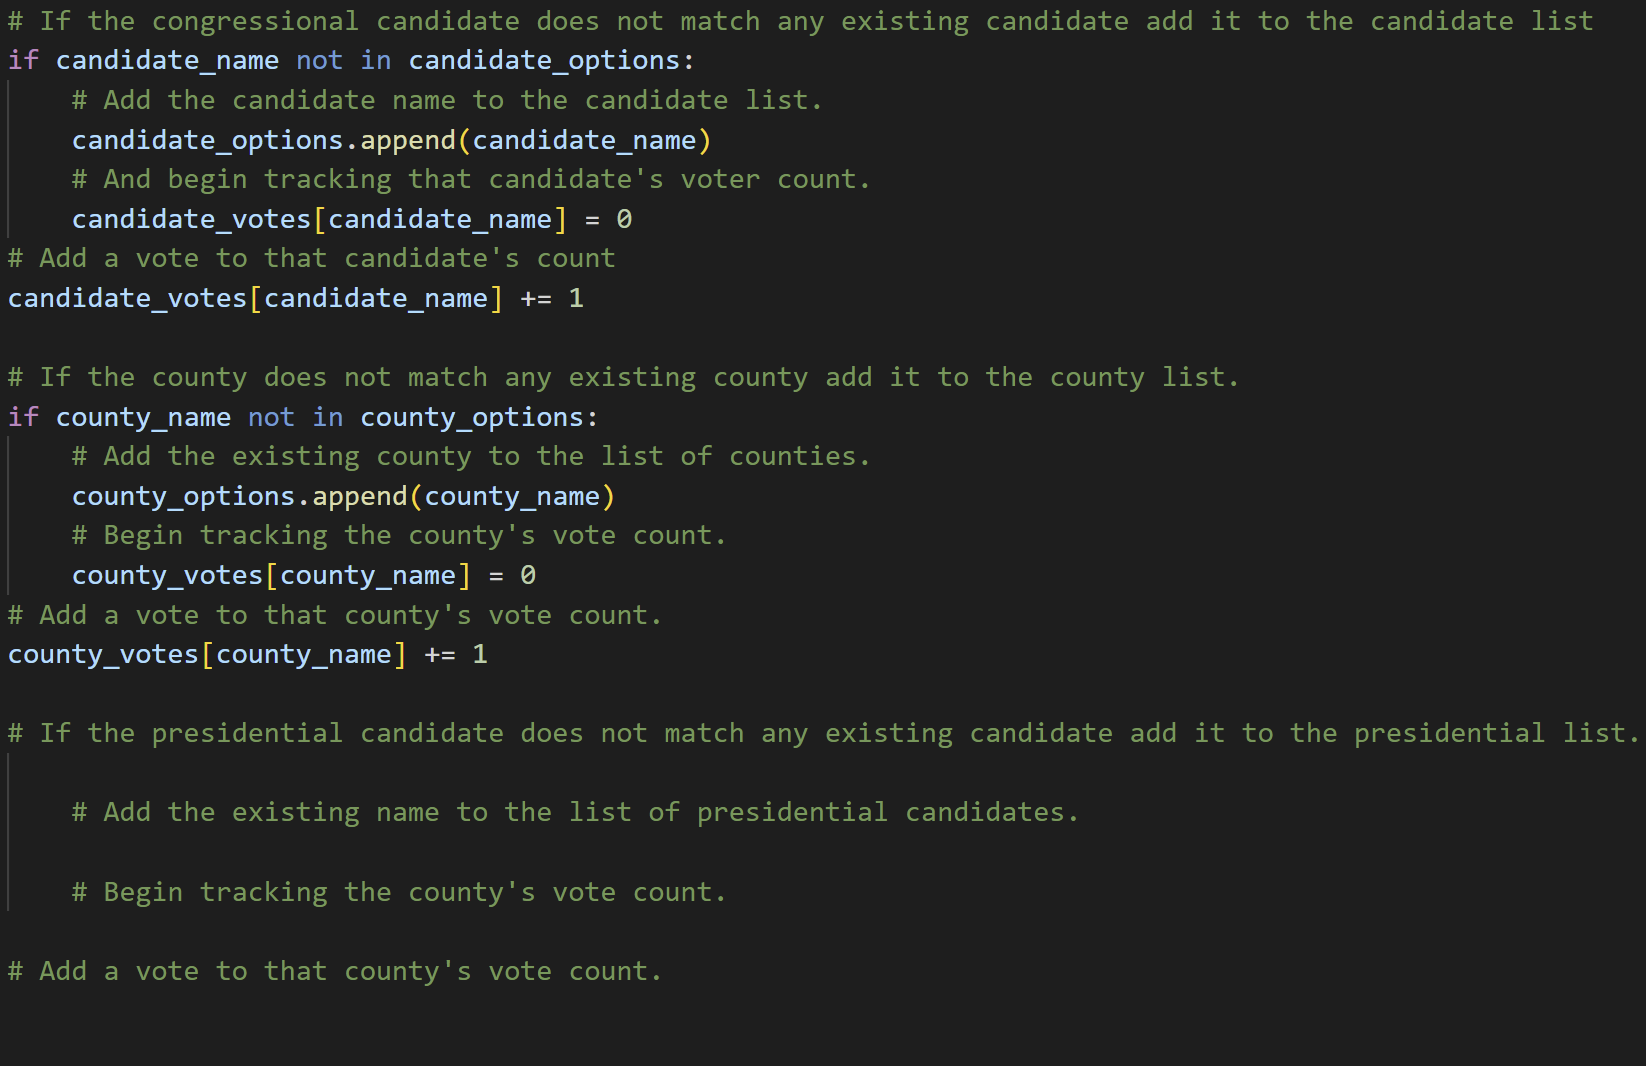 # If the congressional candidate does not match any existing candidate add it to the candidate list
if candidate_name not in candidate_options:
    # Add the candidate name to the candidate list.
    candidate_options.append(candidate_name)
    # And begin tracking that candidate's voter count.
    candidate_votes[candidate_name] = 0
# Add a vote to that candidate's count
candidate_votes[candidate_name] += 1

# If the county does not match any existing county add it to the county list.
if county_name not in county_options:
    # Add the existing county to the list of counties.
    county_options.append(county_name)
    # Begin tracking the county's vote count.
    county_votes[county_name] = 0
# Add a vote to that county's vote count.
county_votes[county_name] += 1

# If the presidential candidate does not match any existing candidate add it to the presidential list.

    # Add the existing name to the list of presidential candidates.

    # Begin tracking the county's vote count.

# Add a vote to that county's vote count.